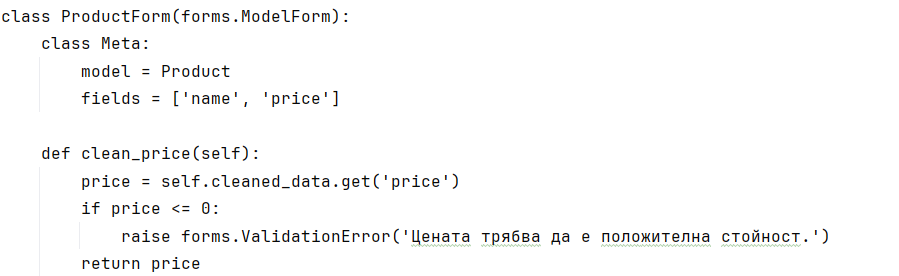 class ProductForm(forms.ModelForm):
    class Meta:
        model = Product
        fields = ['name', 'price']

    def clean_price(self):
        price = self.cleaned_data.get('price')
        if price <= 0:
            raise forms.ValidationError('Цената трябва да е положителна стойност.')
        return price